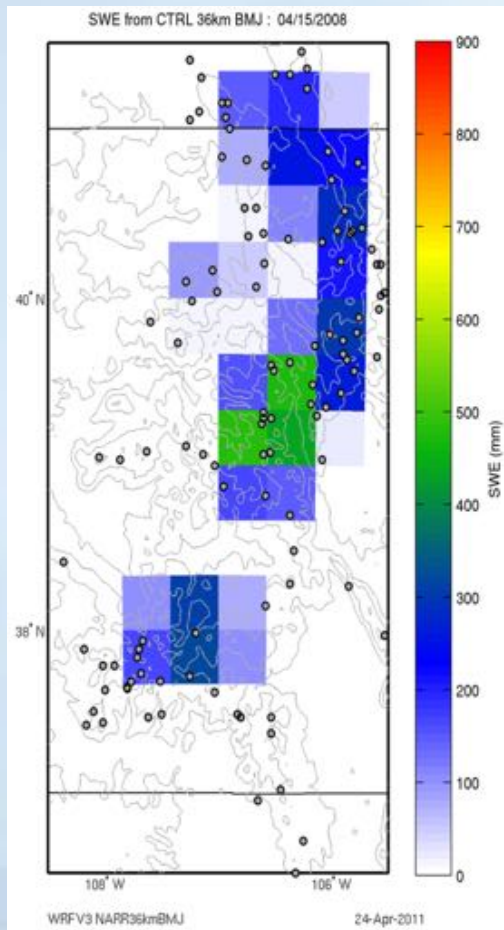 SWE from CTRL 36km BMJ : 04/15/2008
900
800
700
600
500
400
300
200
100
0
SWE (mm)
40° N
38° N
108° W
106° W
WRFV3 NARR36kmBMJ
24-Apr-2011